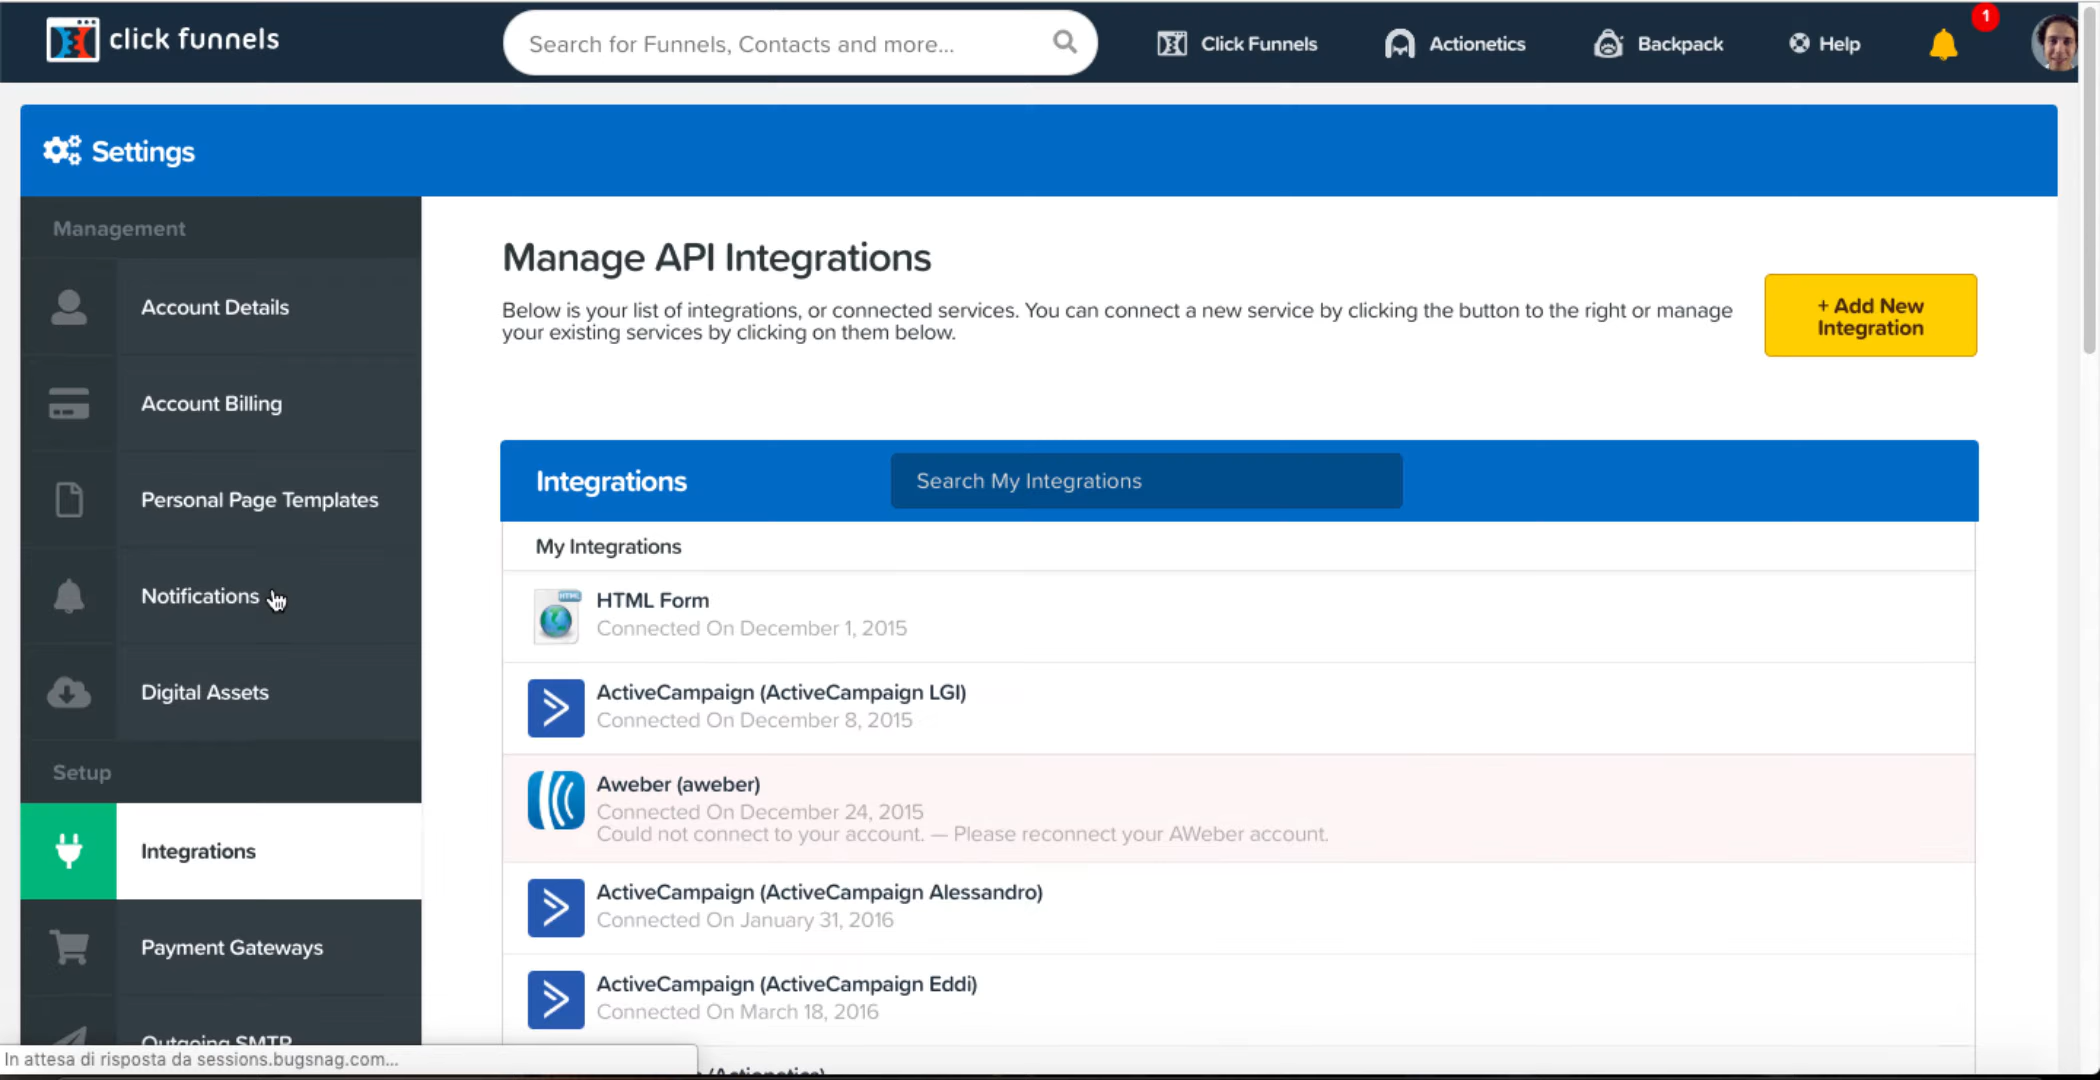 click funnels
Search for Funnels, Contacts and more...
Click Funnels
Actionetics
Backpack
Help
1
Settings
Management
Account Details
Account Billing
Personal Page Templates
Notifications
Digital Assets
Setup
Integrations
Payment Gateways
Outgoing SMTP
Manage API Integrations
Below is your list of integrations, or connected services. You can connect a new service by clicking the button to the right or manage
your existing services by clicking on them below.
+ Add New
Integration
Integrations
Search My Integrations
My Integrations
HTML
HTML Form
Connected On December 1, 2015
ActiveCampaign (ActiveCampaign LGI)
Connected On December 8, 2015
Aweber (aweber)
Connected On December 24, 2015
Could not connect to your account. — Please reconnect your AWeber account.
ActiveCampaign (ActiveCampaign Alessandro)
Connected On January 31, 2016
ActiveCampaign (ActiveCampaign Eddi)
Connected On March 18, 2016
(Actionetics)
In attesa di risposta da sessions.bugsnag.com...